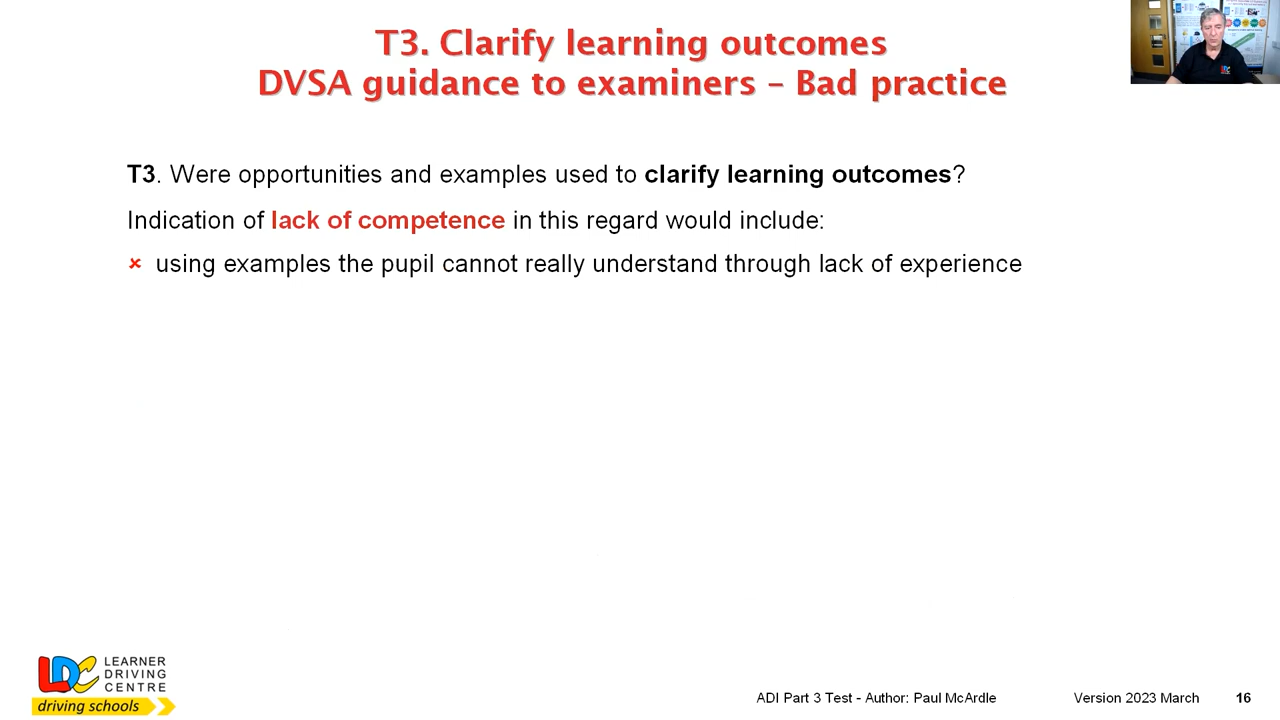 T3. Clarify learning outcomes
DVSA guidance to examiners – Bad practice
T3. Were opportunities and examples used to clarify learning outcomes?
Indication of lack of competence in this regard would include:
× using examples the pupil cannot really understand through lack of experience
LDC LEARNER
DRIVING
CENTRE
driving schools
ADI Part 3 Test - Author: Paul McArdle Version 2023 March 16